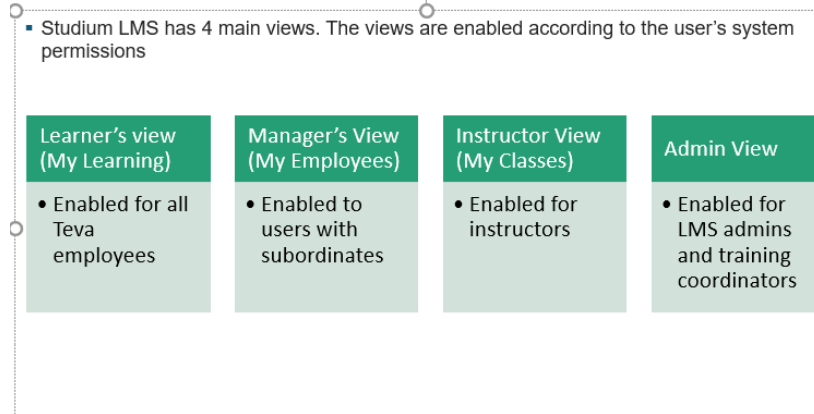 ▪ Studium LMS has 4 main views. The views are enabled according to the user's system
permissions
Learner's view
(My Learning)
• Enabled for all
Teva
employees
Manager's View
(My Employees)
• Enabled to
users with
subordinates
Instructor View
(My Classes)
• Enabled for
instructors
Admin View
• Enabled for
LMS admins
and training
coordinators